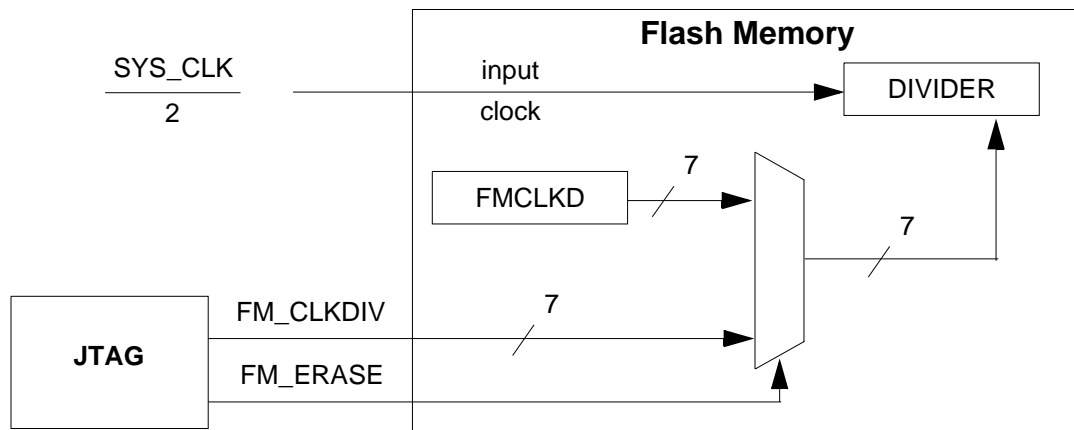 Flash Memory
SYS_CLK
2
input
clock
DIVIDER
FMCLKD
7
7
FM_CLKDIV
7
JTAG
FM_ERASE